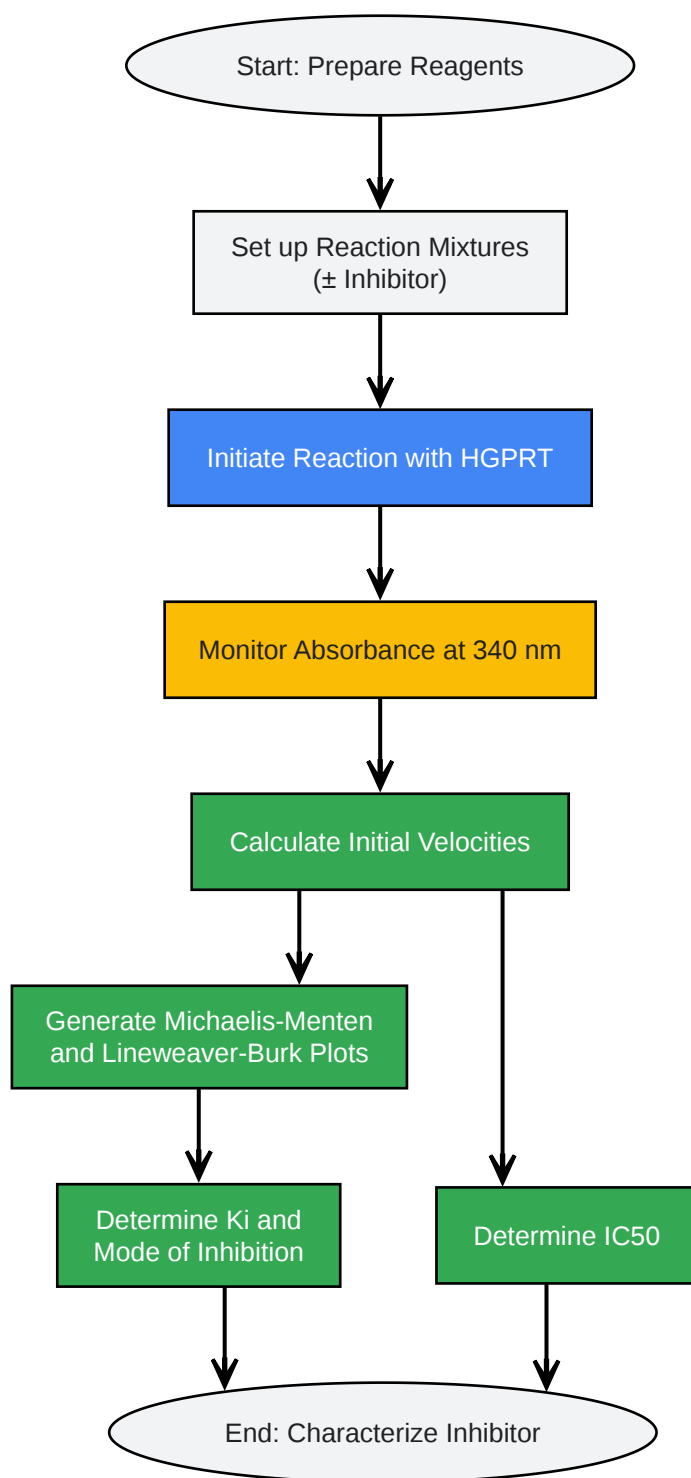 Start: Prepare Reagents
Set up Reaction Mixtures
(± Inhibitor)
Initiate Reaction with HGPRT
Monitor Absorbance at 340 nm
Calculate Initial Velocities
Generate Michaelis-Menten
and Lineweaver-Burk Plots
Determine Ki and
Mode of Inhibition
Determine IC50
End: Characterize Inhibitor